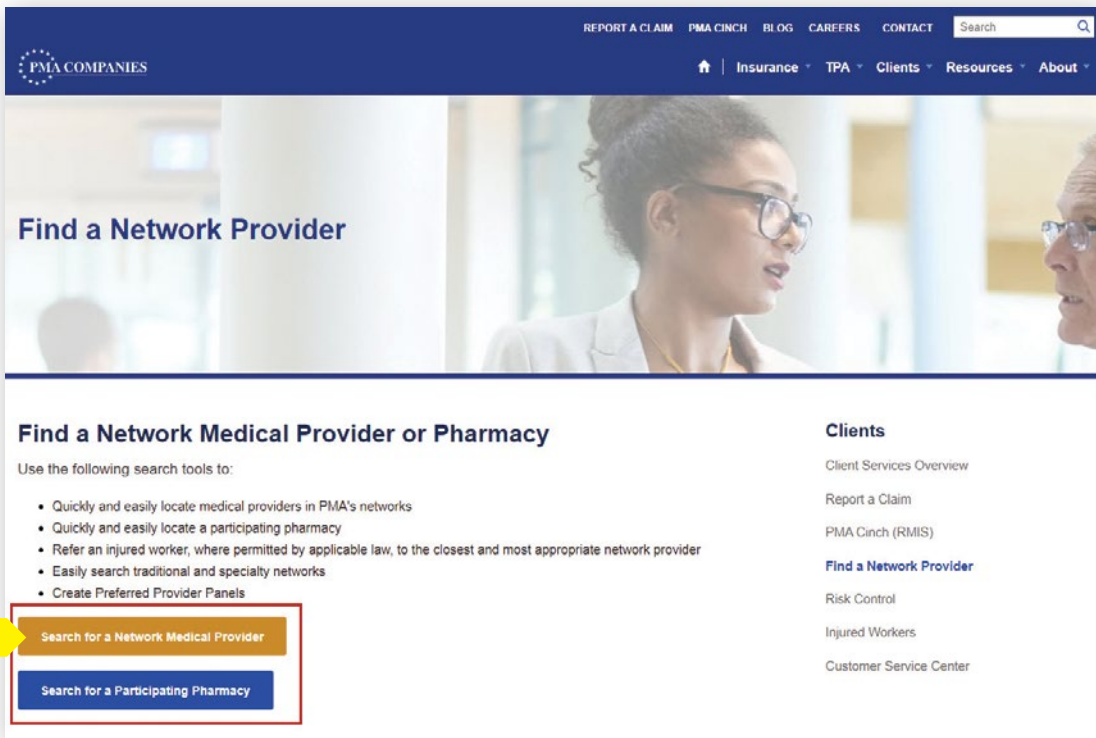 REPORT A CLAIM PMA CINCH BLOG CAREERS CONTACT Search
PMA COMPANIES
Insurance TPA Clients Resources About
Find a Network Provider
Find a Network Medical Provider or Pharmacy
Use the following search tools to:
• Quickly and easily locate medical providers in PMA's networks
• Quickly and easily locate a participating pharmacy
• Refer an injured worker, where permitted by applicable law, to the closest and most appropriate network provider
• Easily search traditional and specialty networks
• Create Preferred Provider Panels
Search for a Network Medical Provider
Search for a Participating Pharmacy
Clients
Client Services Overview
Report a Claim
PMA Cinch (RMIS)
Find a Network Provider
Risk Control
Injured Workers
Customer Service Center